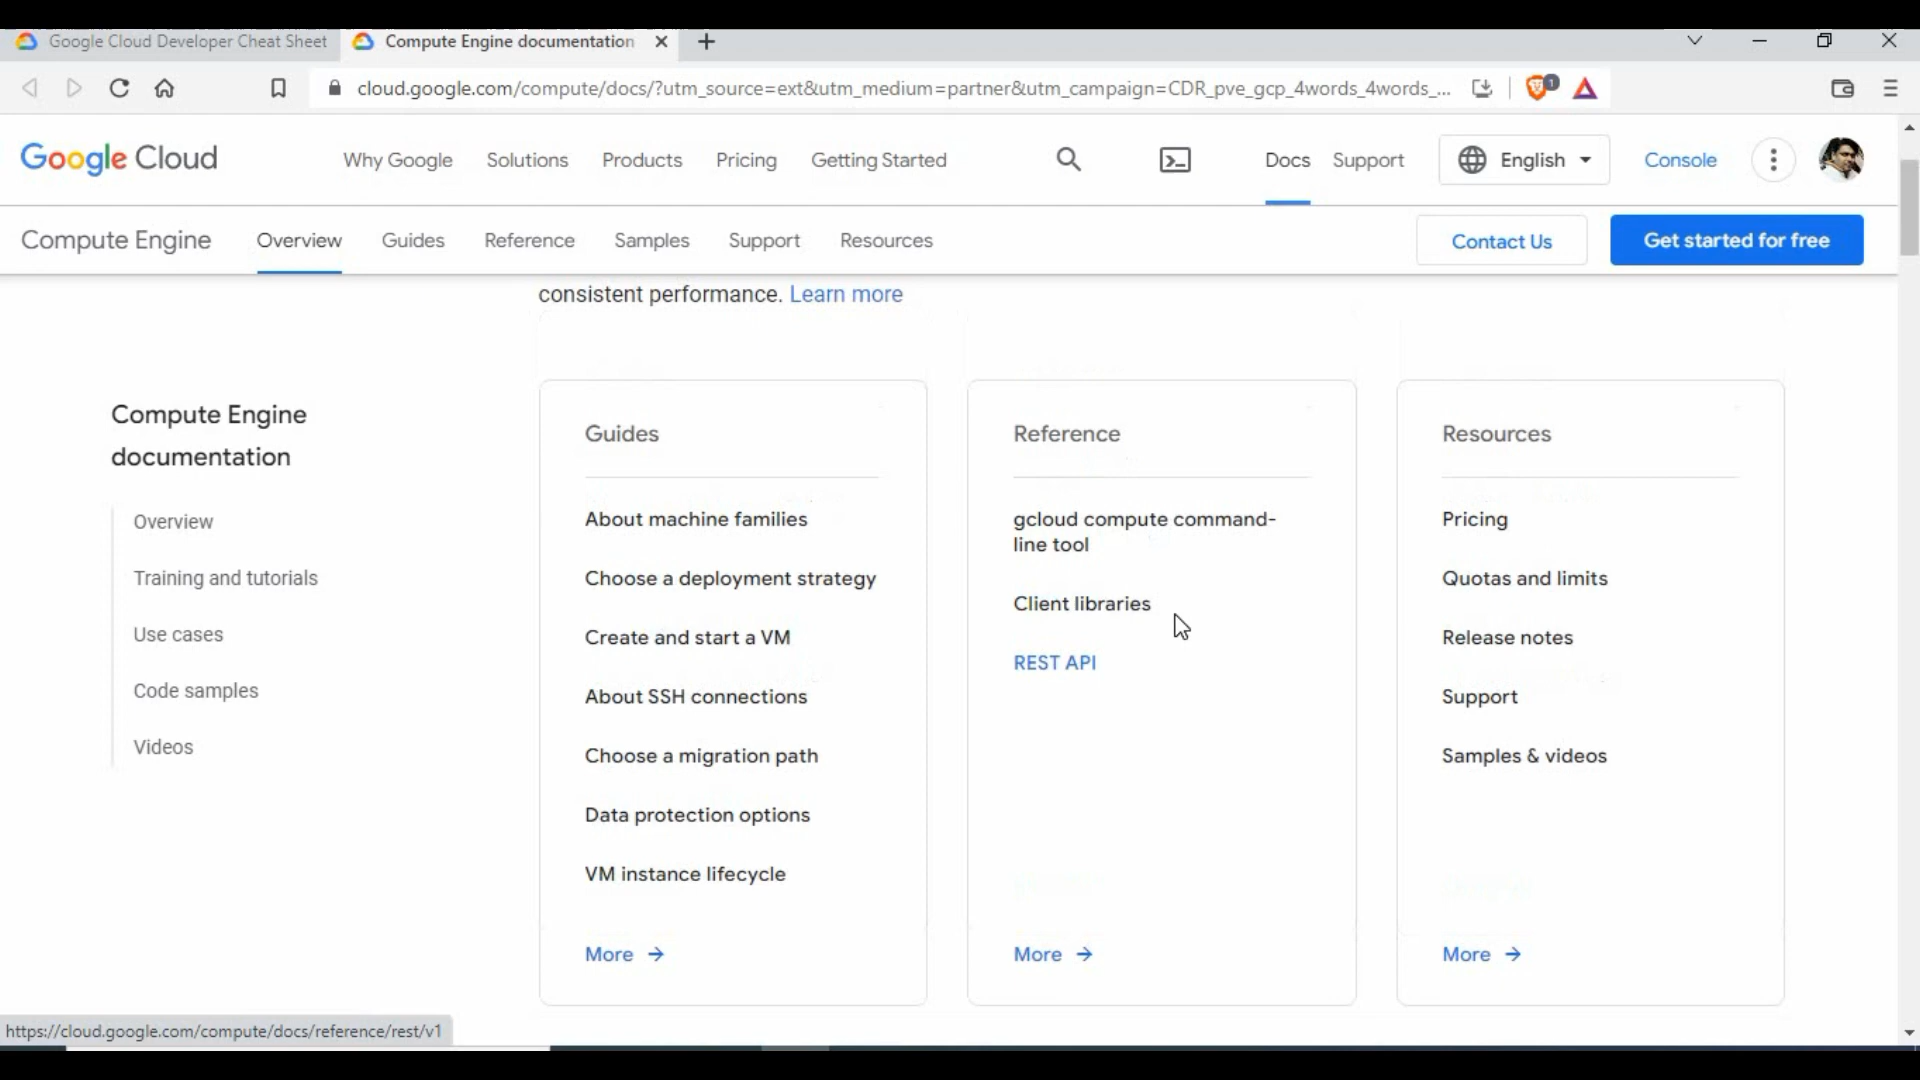 Google Cloud Developer Cheat Sheet
Compute Engine documentation
cloud.google.com/compute/docs/?utm_source=ext&utm_medium=partner&utm_campaign=CDR_pve_gcp_4words_4words_...
1
Google Cloud
Why Google
Solutions
Products
Pricing
Getting Started
Docs
Support
English
Console
Compute Engine
Overview
Guides
Reference
Samples
Support
Resources
Contact Us
Get started for free
consistent performance. Learn more
Compute Engine
documentation
Overview
Training and tutorials
Use cases
Code samples
Videos
Guides
About machine families
Choose a deployment strategy
Create and start a VM
About SSH connections
Choose a migration path
Data protection options
VM instance lifecycle
More
Reference
gcloud compute command-
line tool
Client libraries
REST API
More
Resources
Pricing
Quotas and limits
Release notes
Support
Samples & videos
More
https://cloud.google.com/compute/docs/reference/rest/v1